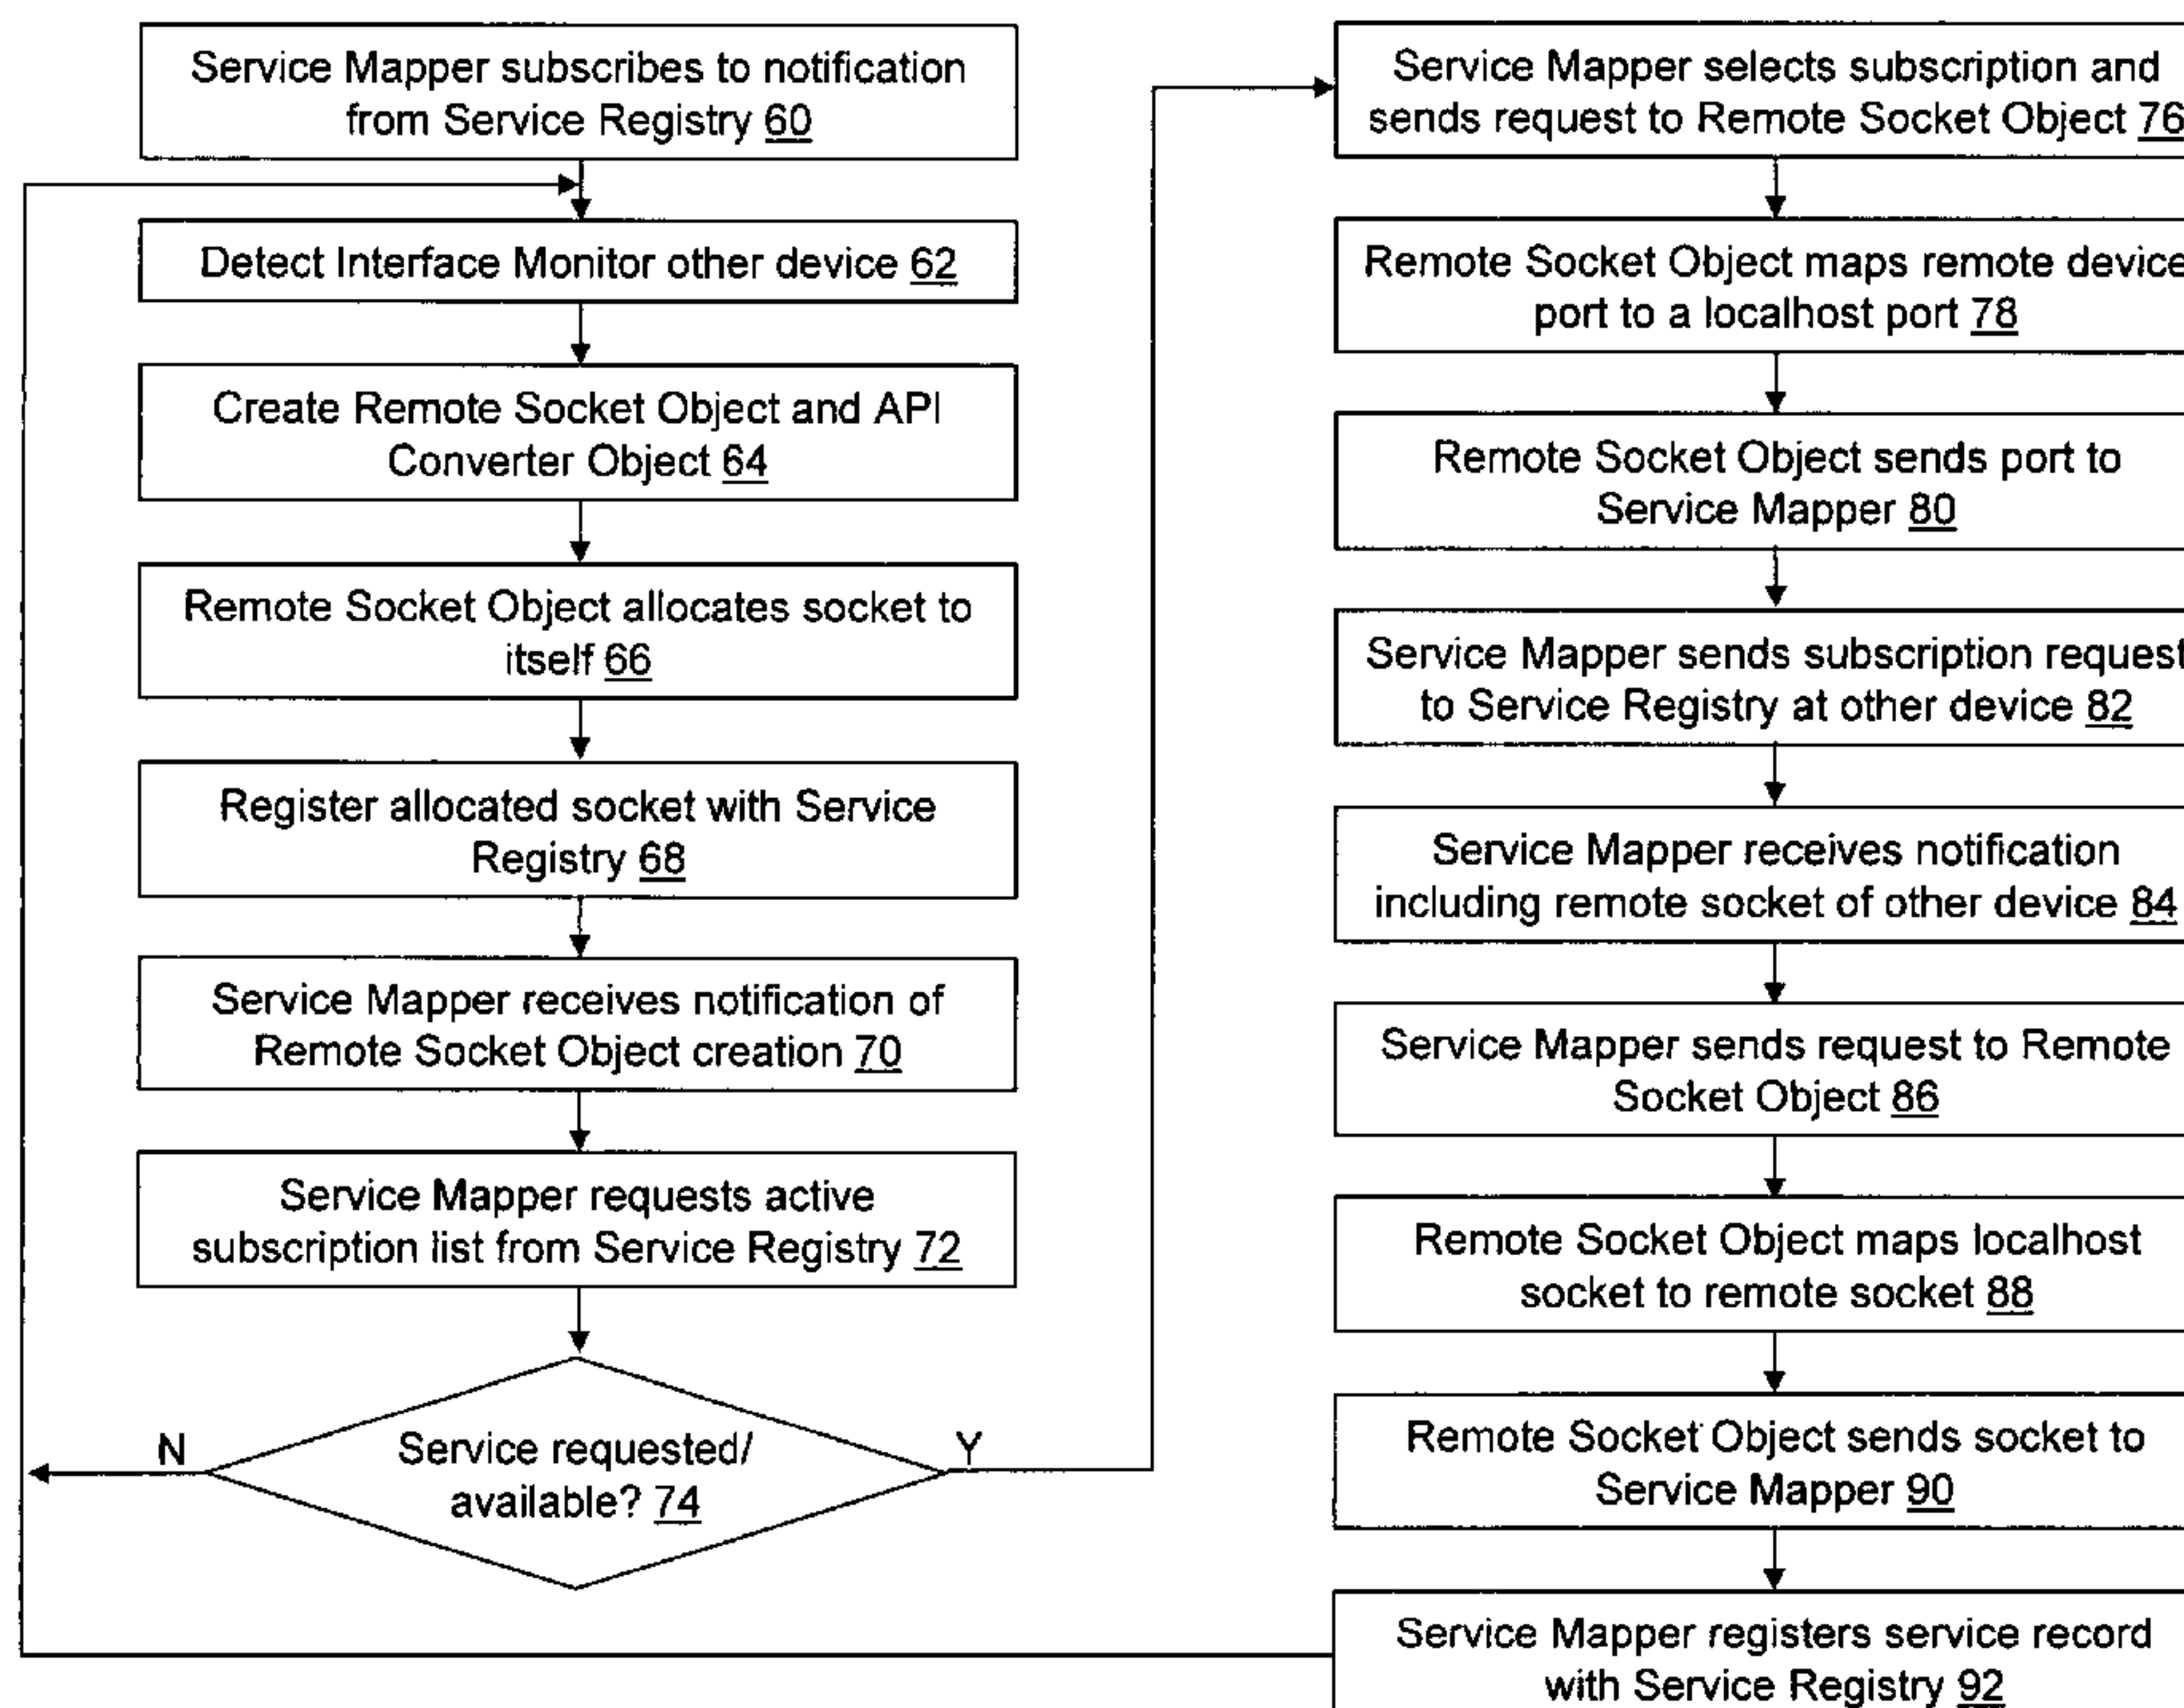 Service Mapper subscribes to notification
from Service Registry 60
Detect Interface Monitor other device 62
Create Remote Socket Object and API
Converter Object 64
Remote Socket Object allocates socket to
itself 66
Register allocated socket with Service
Registry 68
Service Mapper receives notification of
Remote Socket Object creation 70
Service Mapper requests active
subscription list from Service Registry 72
N
Service requested/
available? 74
Y
Service Mapper selects subscription and
sends request to Remote Socket Object 76
Remote Socket Object maps remote device
port to a localhost port 78
Remote Socket Object sends port to
Service Mapper 80
Service Mapper sends subscription request
to Service Registry at other device 82
Service Mapper receives notification
including remote socket of other device 84
Service Mapper sends request to Remote
Socket Object 86
Remote Socket Object maps localhost
socket to remote socket 88
Remote Socket Object sends socket to
Service Mapper 90
Service Mapper registers service record
with Service Registry 92